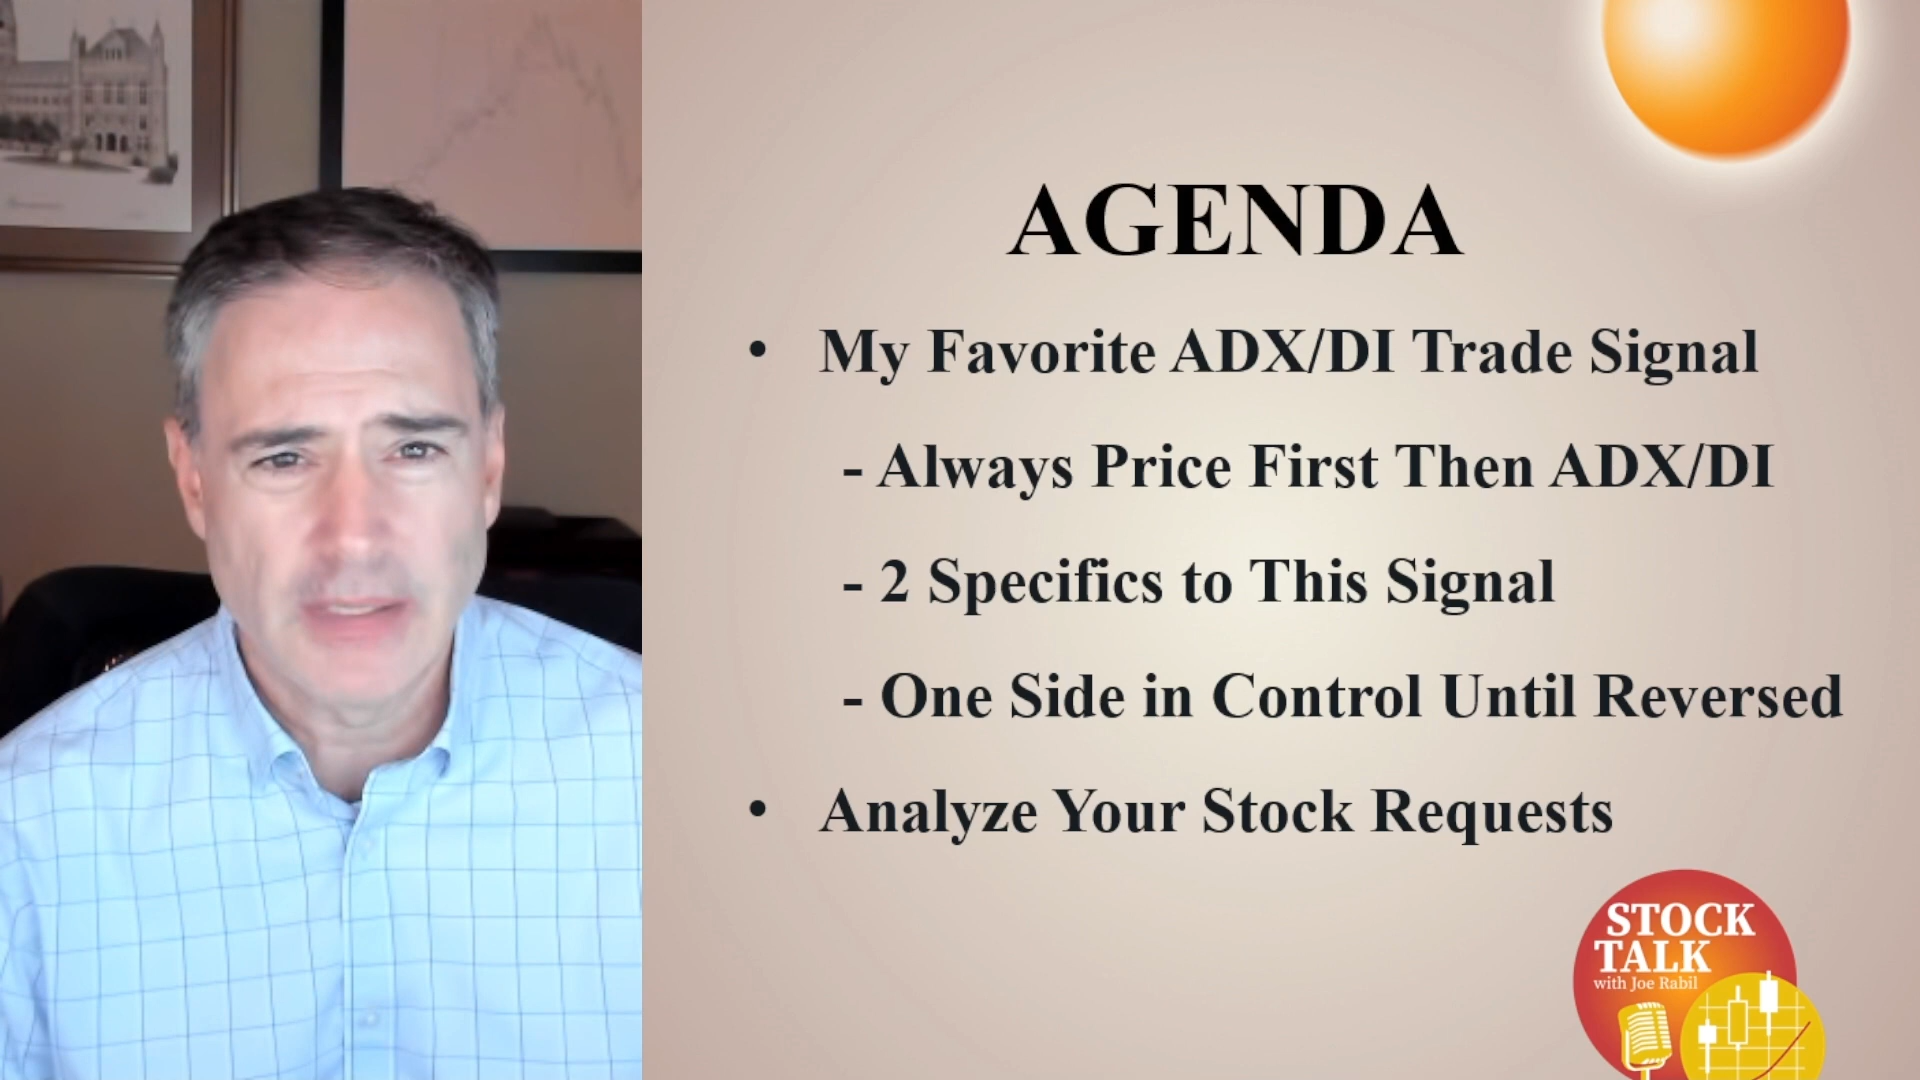 AGENDA
• My Favorite ADX/DI Trade Signal
- Always Price First Then ADX/DI
- 2 Specifics to This Signal
- One Side in Control Until Reversed
• Analyze Your Stock Requests
STOCK
TALK
with Joe Rabil